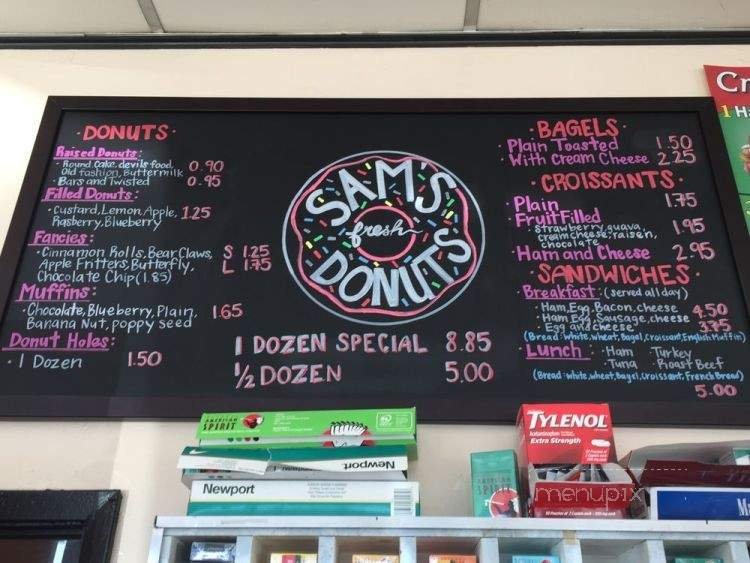 DONUTS
Raised Donuts:
Round Cake, devils food, 0.90
Old fashion, Buttermilk
Bars and Twisted 0.95
Filled Donuts:
Custard, Lemon, Apple, 1.25
Raspberry, Blueberry
Fancies:
Cinnamon Rolls, Bear Claws, S 1.25
Apple Fritters, Butterfly, L 1.75
Chocolate Chip (1.85)
Muffins:
Chocolate, Blueberry, Plain, 1.65
Banana Nut, poppy seed
Donut Holes:
1 Dozen 1.50
SAM'S
fresh
DONUTS
1 DOZEN SPECIAL 8.85
1/2 DOZEN 5.00
BAGELS
Plain Toasted 1.50
With Cream Cheese 2.25
CROISSANTS
Plain 1.75
Fruit Filled 1.95
strawberry, guava,
cream cheese, raisen,
chocolate
Ham and Cheese 2.95
SANDWICHES
Breakfast: (served all day)
Ham, Egg, Bacon, cheese 4.50
Ham, Egg, Sausage, cheese
Egg and cheese 3.75
(Bread: white, wheat, Bagel, Croissant, English Muffin)
Lunch: Ham Turkey
Tuna Roast Beef
(Bread: white, wheat, Bagel, Croissant, French Bread)
5.00
Cr
1 H
AMERICAN
SPIRIT
Newport
Newport
TYLENOL
Extra Strength
SPIRIT
menupix
M